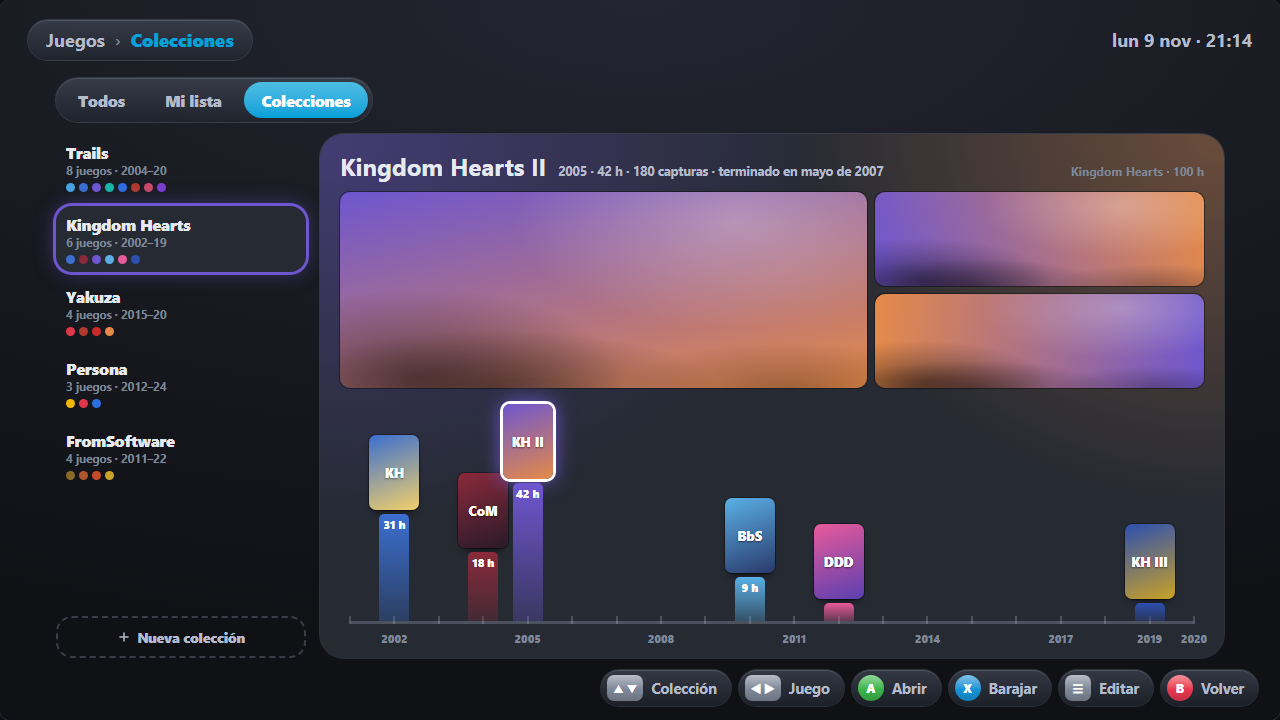 Juegos › Colecciones
lun 9 nov · 21:14
Todos
Mi lista
Colecciones
Trails
8 juegos · 2004–20
Kingdom Hearts
6 juegos · 2002–19
Yakuza
4 juegos · 2015–20
Persona
3 juegos · 2012–24
FromSoftware
4 juegos · 2011–22
+ Nueva colección
Kingdom Hearts II
2005 · 42 h · 180 capturas · terminado en mayo de 2007
Kingdom Hearts · 100 h
KH
31 h
CoM
18 h
KH II
42 h
BbS
9 h
DDD
KH III
2002
2005
2008
2011
2014
2017
2019
2020
▲▼ Colección
◀▶ Juego
A Abrir
X Barajar
☰ Editar
B Volver